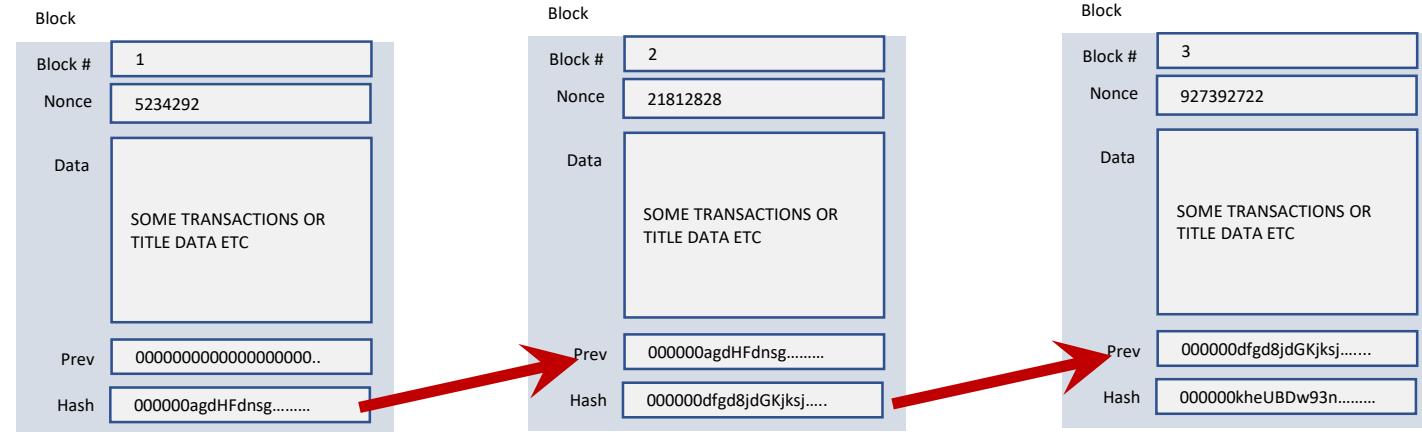 Block
Block # 1
Nonce 5234292
Data
SOME TRANSACTIONS OR
TITLE DATA ETC
Prev 0000000000000000000..
Hash 000000agdHFdnsg………
Block
Block # 2
Nonce 21812828
Data
SOME TRANSACTIONS OR
TITLE DATA ETC
Prev 000000agdHFdnsg………
Hash 000000dfgd8jdGKjksj…..
Block
Block # 3
Nonce 927392722
Data
SOME TRANSACTIONS OR
TITLE DATA ETC
Prev 000000dfgd8jdGKjksj…....
Hash 000000kheUBDw93n………